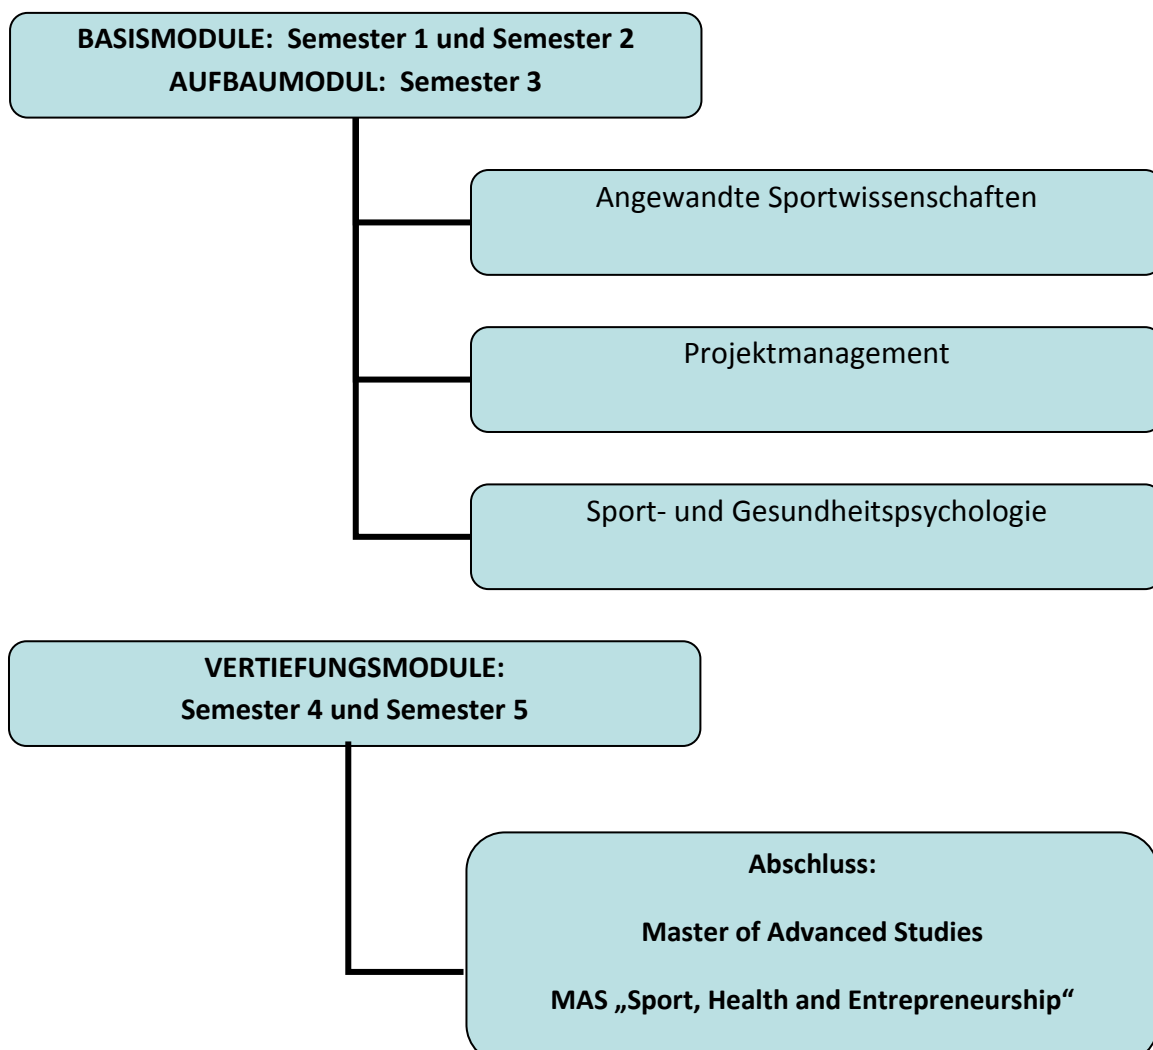 BASISMODULE: Semester 1 und Semester 2
AUFBAUMODUL: Semester 3
Angewandte Sportwissenschaften
Projektmanagement
Sport- und Gesundheitspsychologie
VERTIEFUNGSMODULE:
Semester 4 und Semester 5
Abschluss:
Master of Advanced Studies
MAS „Sport, Health and Entrepreneurship“